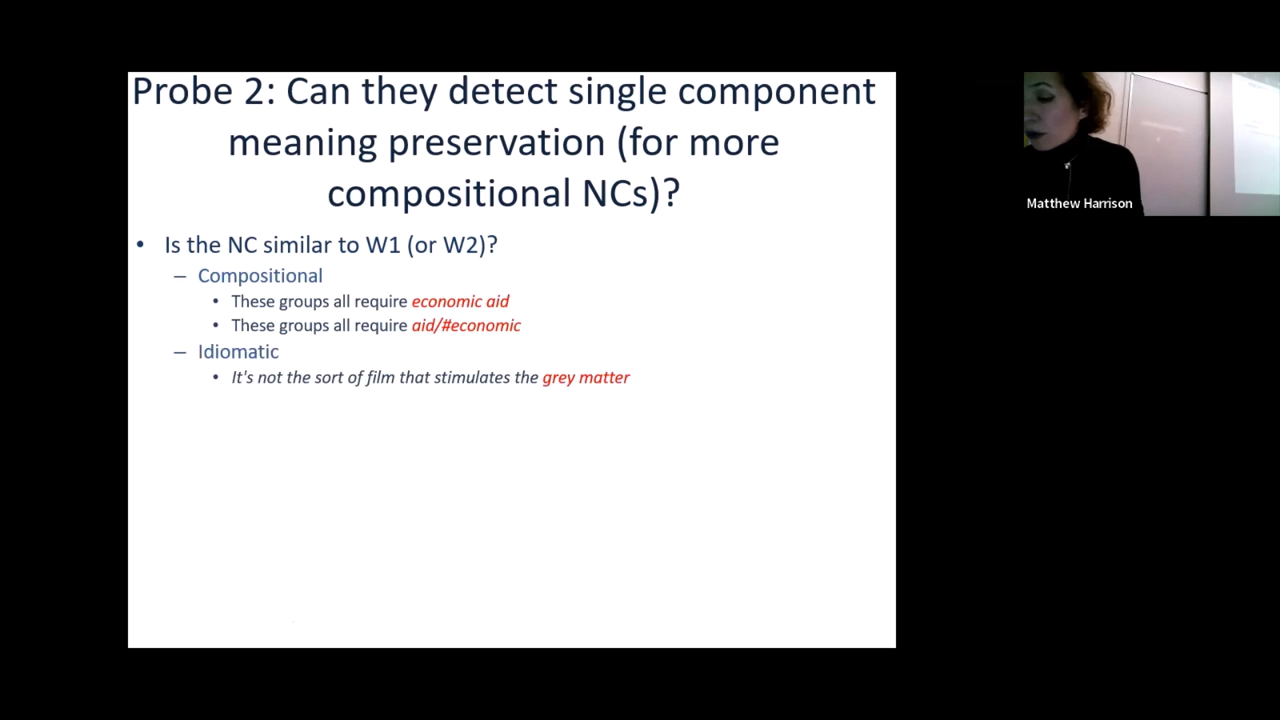 Probe 2: Can they detect single component
meaning preservation (for more
compositional NCs)?
• Is the NC similar to W1 (or W2)?
– Compositional
• These groups all require economic aid
• These groups all require aid/#economic
– Idiomatic
• It's not the sort of film that stimulates the grey matter
Matthew Harrison